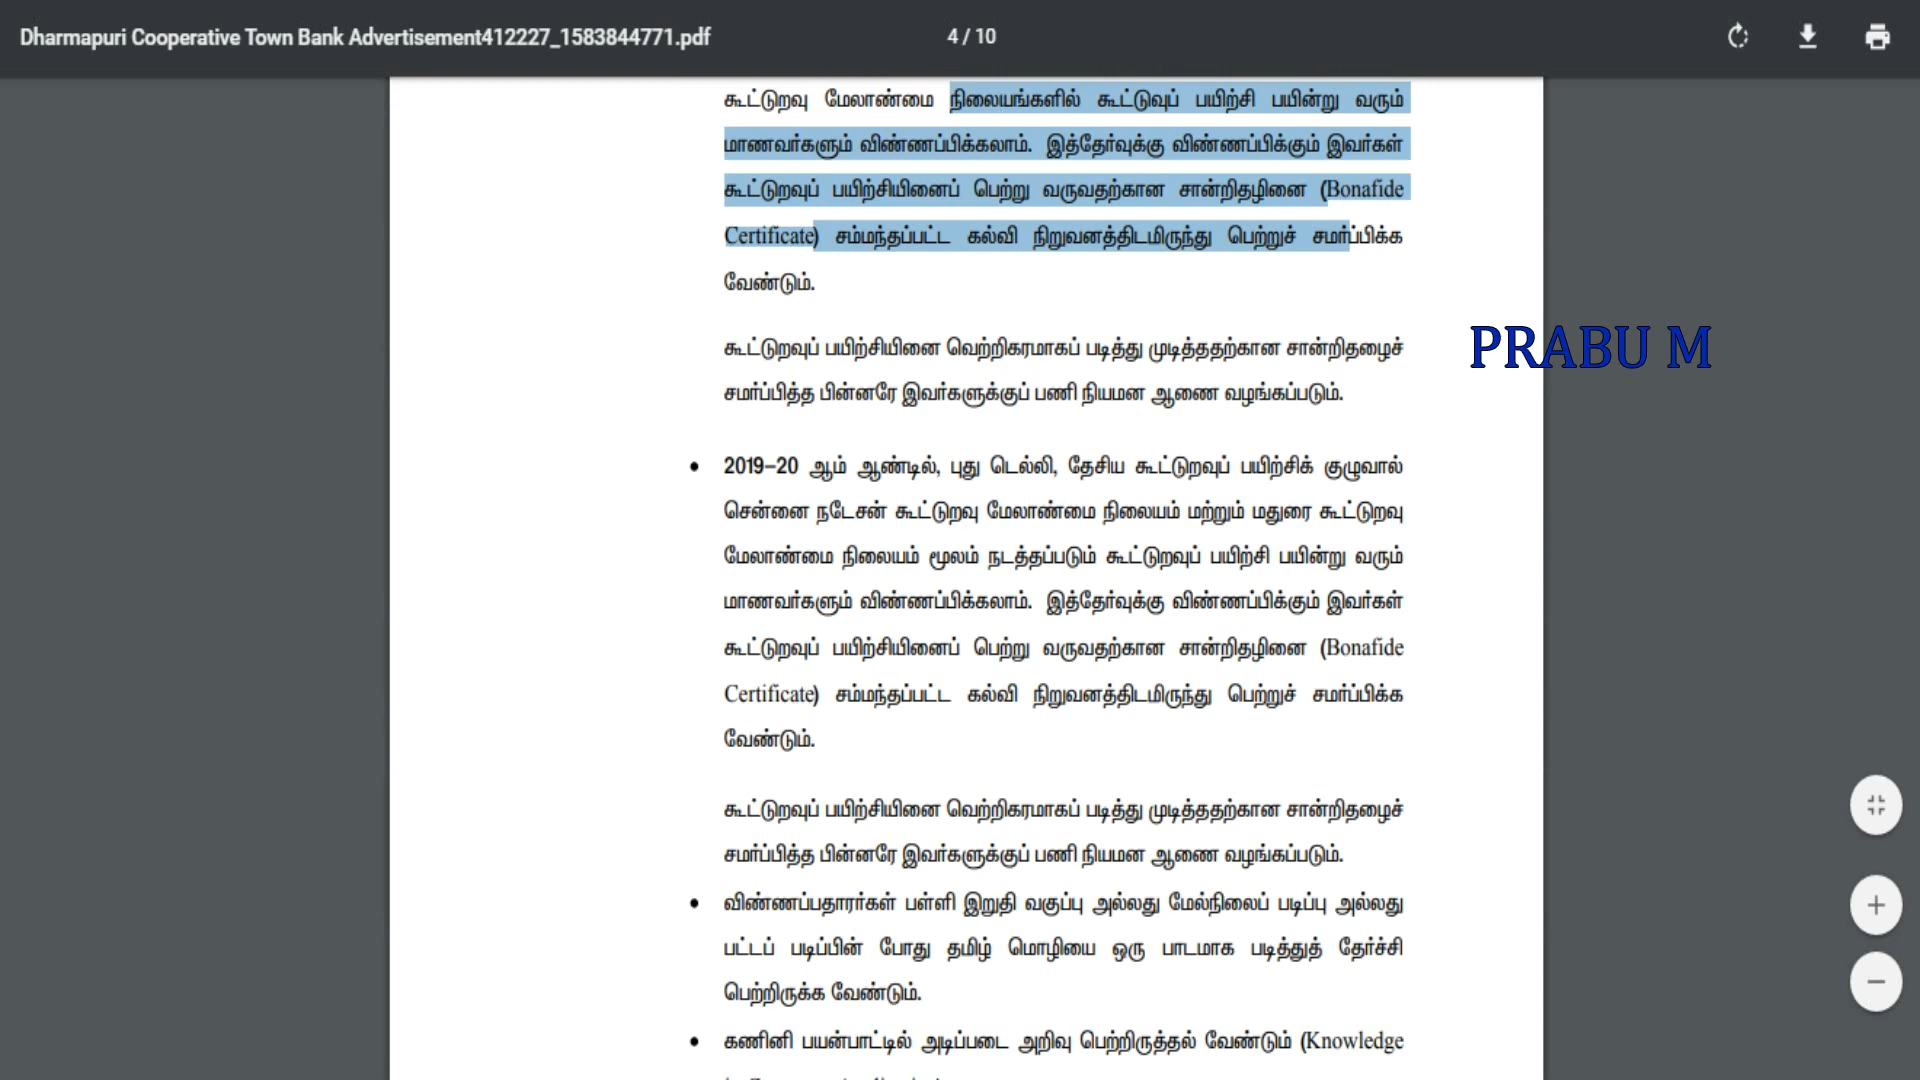 Dharmapuri Cooperative Town Bank Advertisement412227_1583844771.pdf
4 / 10
கூட்டுறவு மேலாண்மை நிலையங்களில் கூட்டுவுப் பயிற்சி பயின்று வரும்
மாணவர்களும் விண்ணப்பிக்கலாம். இத்தேர்வுக்கு விண்ணப்பிக்கும் இவர்கள்
கூட்டுறவுப் பயிற்சியினைப் பெற்று வருவதற்கான சான்றிதழினை (Bonafide
Certificate) சம்மந்தப்பட்ட கல்வி நிறுவனத்திடமிருந்து பெற்றுச் சமர்ப்பிக்க
வேண்டும்.
கூட்டுறவுப் பயிற்சியினை வெற்றிகரமாகப் படித்து முடித்ததற்கான சான்றிதழைச்
சமர்ப்பித்த பின்னரே இவர்களுக்குப் பணி நியமன ஆணை வழங்கப்படும்.
PRABU M
• 2019–20 ஆம் ஆண்டில், புது டெல்லி, தேசிய கூட்டுறவுப் பயிற்சிக் குழுவால்
சென்னை நடேசன் கூட்டுறவு மேலாண்மை நிலையம் மற்றும் மதுரை கூட்டுறவு
மேலாண்மை நிலையம் மூலம் நடத்தப்படும் கூட்டுறவுப் பயிற்சி பயின்று வரும்
மாணவர்களும் விண்ணப்பிக்கலாம். இத்தேர்வுக்கு விண்ணப்பிக்கும் இவர்கள்
கூட்டுறவுப் பயிற்சியினைப் பெற்று வருவதற்கான சான்றிதழினை (Bonafide
Certificate) சம்மந்தப்பட்ட கல்வி நிறுவனத்திடமிருந்து பெற்றுச் சமர்ப்பிக்க
வேண்டும்.
கூட்டுறவுப் பயிற்சியினை வெற்றிகரமாகப் படித்து முடித்ததற்கான சான்றிதழைச்
சமர்ப்பித்த பின்னரே இவர்களுக்குப் பணி நியமன ஆணை வழங்கப்படும்.
• விண்ணப்பதாரர்கள் பள்ளி இறுதி வகுப்பு அல்லது மேல்நிலைப் படிப்பு அல்லது
பட்டப் படிப்பின் போது தமிழ் மொழியை ஒரு பாடமாக படித்துத் தேர்ச்சி
பெற்றிருக்க வேண்டும்.
• கணினி பயன்பாட்டில் அடிப்படை அறிவு பெற்றிருத்தல் வேண்டும் (Knowledge